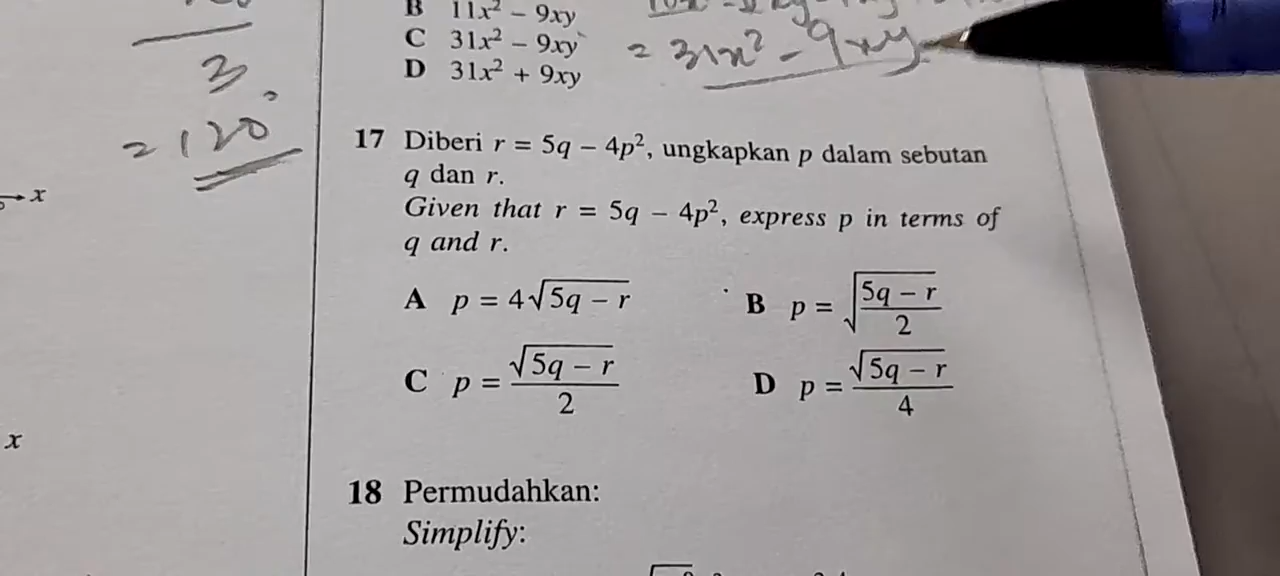 3
= 120
x
B 11x² − 9xy
C 31x² − 9xy
D 31x² + 9xy
= 31x² − 9xy
17 Diberi r = 5q − 4p², ungkapkan p dalam sebutan
q dan r.
Given that r = 5q − 4p², express p in terms of
q and r.
A p = 4√(5q − r)
B p = √((5q − r)/2)
C p = √(5q − r)/2
D p = √(5q − r)/4
x
18 Permudahkan:
Simplify: